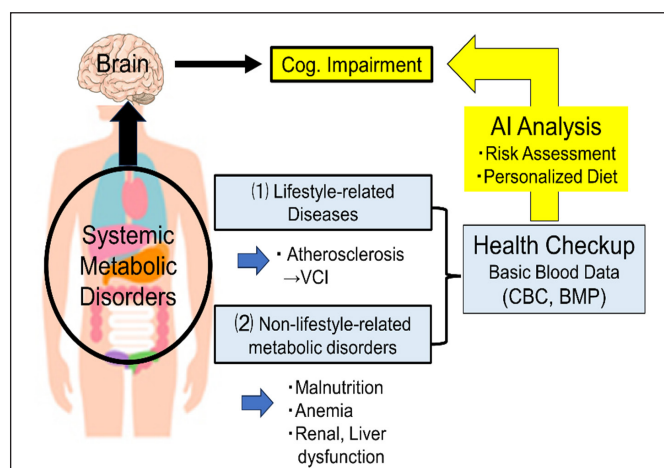 Brain
Cog. Impairment
AI Analysis
・Risk Assessment
・Personalized Diet
Systemic
Metabolic
Disorders
(1) Lifestyle-related
Diseases
・Atherosclerosis
→VCI
(2) Non-lifestyle-related
metabolic disorders
・Malnutrition
・Anemia
・Renal, Liver
dysfunction
Health Checkup
Basic Blood Data
(CBC, BMP)